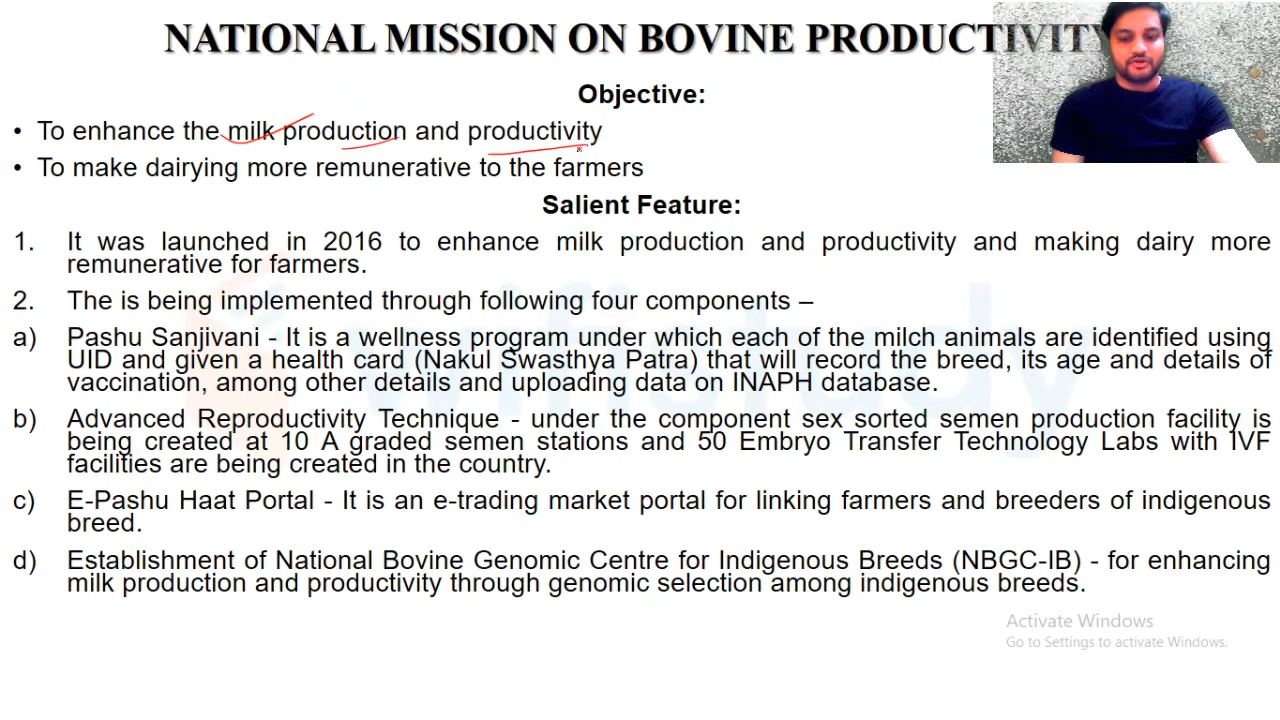 NATIONAL MISSION ON BOVINE PRODUCTIVITY
Objective:
• To enhance the milk production and productivity
• To make dairying more remunerative to the farmers
Salient Feature:
1. It was launched in 2016 to enhance milk production and productivity and making dairy more
remunerative for farmers.
2. The is being implemented through following four components –
a) Pashu Sanjivani - It is a wellness program under which each of the milch animals are identified using
UID and given a health card (Nakul Swasthya Patra) that will record the breed, its age and details of
vaccination, among other details and uploading data on INAPH database.
b) Advanced Reproductivity Technique - under the component sex sorted semen production facility is
being created at 10 A graded semen stations and 50 Embryo Transfer Technology Labs with IVF
facilities are being created in the country.
c) E-Pashu Haat Portal - It is an e-trading market portal for linking farmers and breeders of indigenous
breed.
d) Establishment of National Bovine Genomic Centre for Indigenous Breeds (NBGC-IB) - for enhancing
milk production and productivity through genomic selection among indigenous breeds.
wifistudy
Activate Windows
Go to Settings to activate Windows.